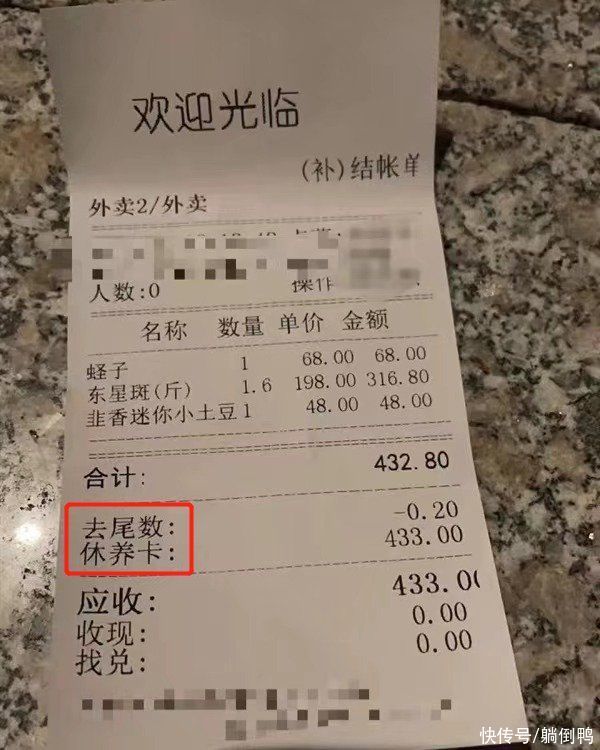 欢迎光临
(补)结帐单
外卖2/外卖
人数:0 操作
名称 数量 单价 金额
蛏子 1 68.00 68.00
东星斑(斤) 1.6 198.00 316.80
韭香迷你小土豆 1 48.00 48.00
合计: 432.80
去尾数: -0.20
休养卡: 433.00
应收: 433.00
收现: 0.00
找兑: 0.00
快传号/躺倒鸭